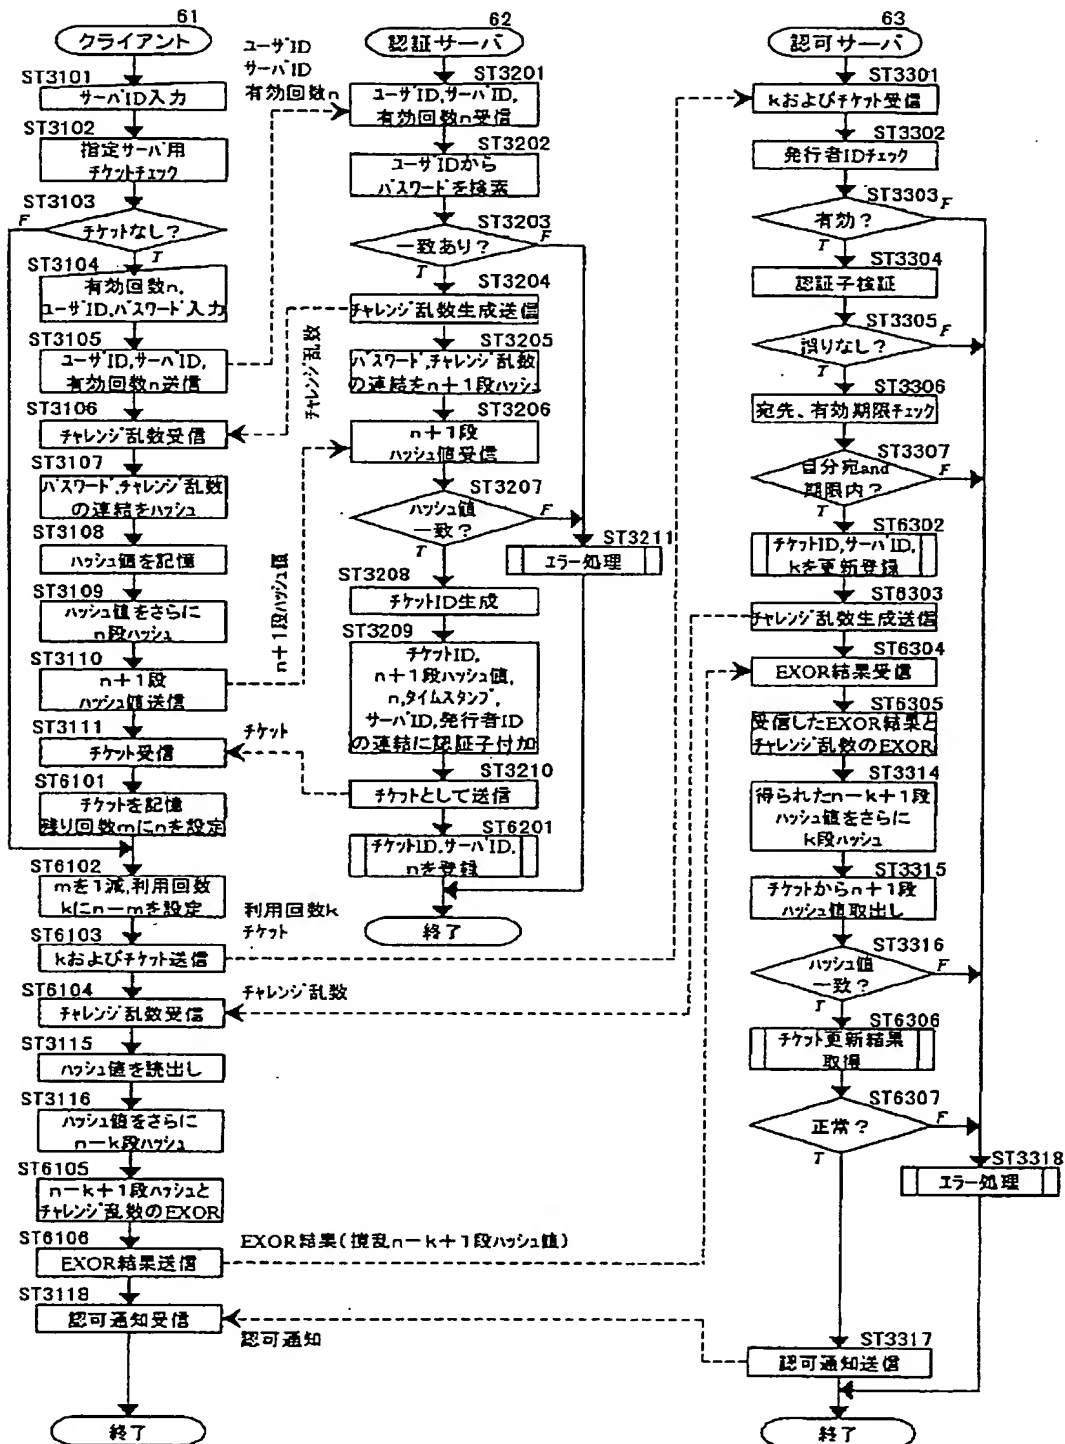 61
クライアント
ST3101
サーバID入力
ST3102
指定サーバ用
チケットチェック
ST3103
F
チケットなし?
T
ST3104
有効回数n,
ユーザID,パスワード入力
ST3105
ユーザID,サーバID,
有効回数n送信
ST3106
チャレンジ乱数受信
ST3107
パスワード,チャレンジ乱数
の連結をハッシュ
ST3108
ハッシュ値を記憶
ST3109
ハッシュ値をさらに
n段ハッシュ
ST3110
n+1段
ハッシュ値送信
ST3111
チケット受信
ST6101
チケットを記憶
残り回数mにnを設定
ST6102
mを1減,利用回数
kにn-mを設定
ST6103
kおよびチケット送信
ST6104
チャレンジ乱数受信
ST3115
ハッシュ値を読出し
ST3116
ハッシュ値をさらに
n-k段ハッシュ
ST6105
n-k+1段ハッシュと
チャレンジ乱数のEXOR
ST6106
EXOR結果送信
ST3118
認可通知受信
終了
ユーザID
サーバID
有効回数n
チャレンジ乱数
n+1段ハッシュ値
チケット
利用回数k
チケット
チャレンジ乱数
EXOR結果(撹乱n-k+1段ハッシュ値)
認可通知
62
認証サーバ
ST3201
ユーザID,サーバID,
有効回数n受信
ST3202
ユーザIDから
パスワードを検索
ST3203
一致あり?
F
T
ST3204
チャレンジ乱数生成送信
ST3205
パスワード,チャレンジ乱数
の連結をn+1段ハッシュ
ST3206
n+1段
ハッシュ値受信
ST3207
ハッシュ値
一致?
F
T
ST3211
エラー処理
ST3208
チケットID生成
ST3209
チケットID,
n+1段ハッシュ値,
n,タイムスタンプ,
サーバID,発行者ID
の連結に認証子付加
ST3210
チケットとして送信
ST6201
チケットID,サーバID,
nを登録
終了
63
認可サーバ
ST3301
kおよびチケット受信
ST3302
発行者IDチェック
ST3303
有効?
F
T
ST3304
認証子検証
ST3305
誤りなし?
F
T
ST3306
宛先、有効期限チェック
ST3307
自分宛and
期限内?
F
T
ST6302
チケットID,サーバID,
kを更新登録
ST6303
チャレンジ乱数生成送信
ST6304
EXOR結果受信
ST6305
受信したEXOR結果と
チャレンジ乱数のEXOR
ST3314
得られたn-k+1段
ハッシュ値をさらに
k段ハッシュ
ST3315
チケットからn+1段
ハッシュ値取出し
ST3316
ハッシュ値
一致?
F
T
ST6306
チケット更新結果
取得
ST6307
正常?
F
T
ST3318
エラー処理
ST3317
認可通知送信
終了